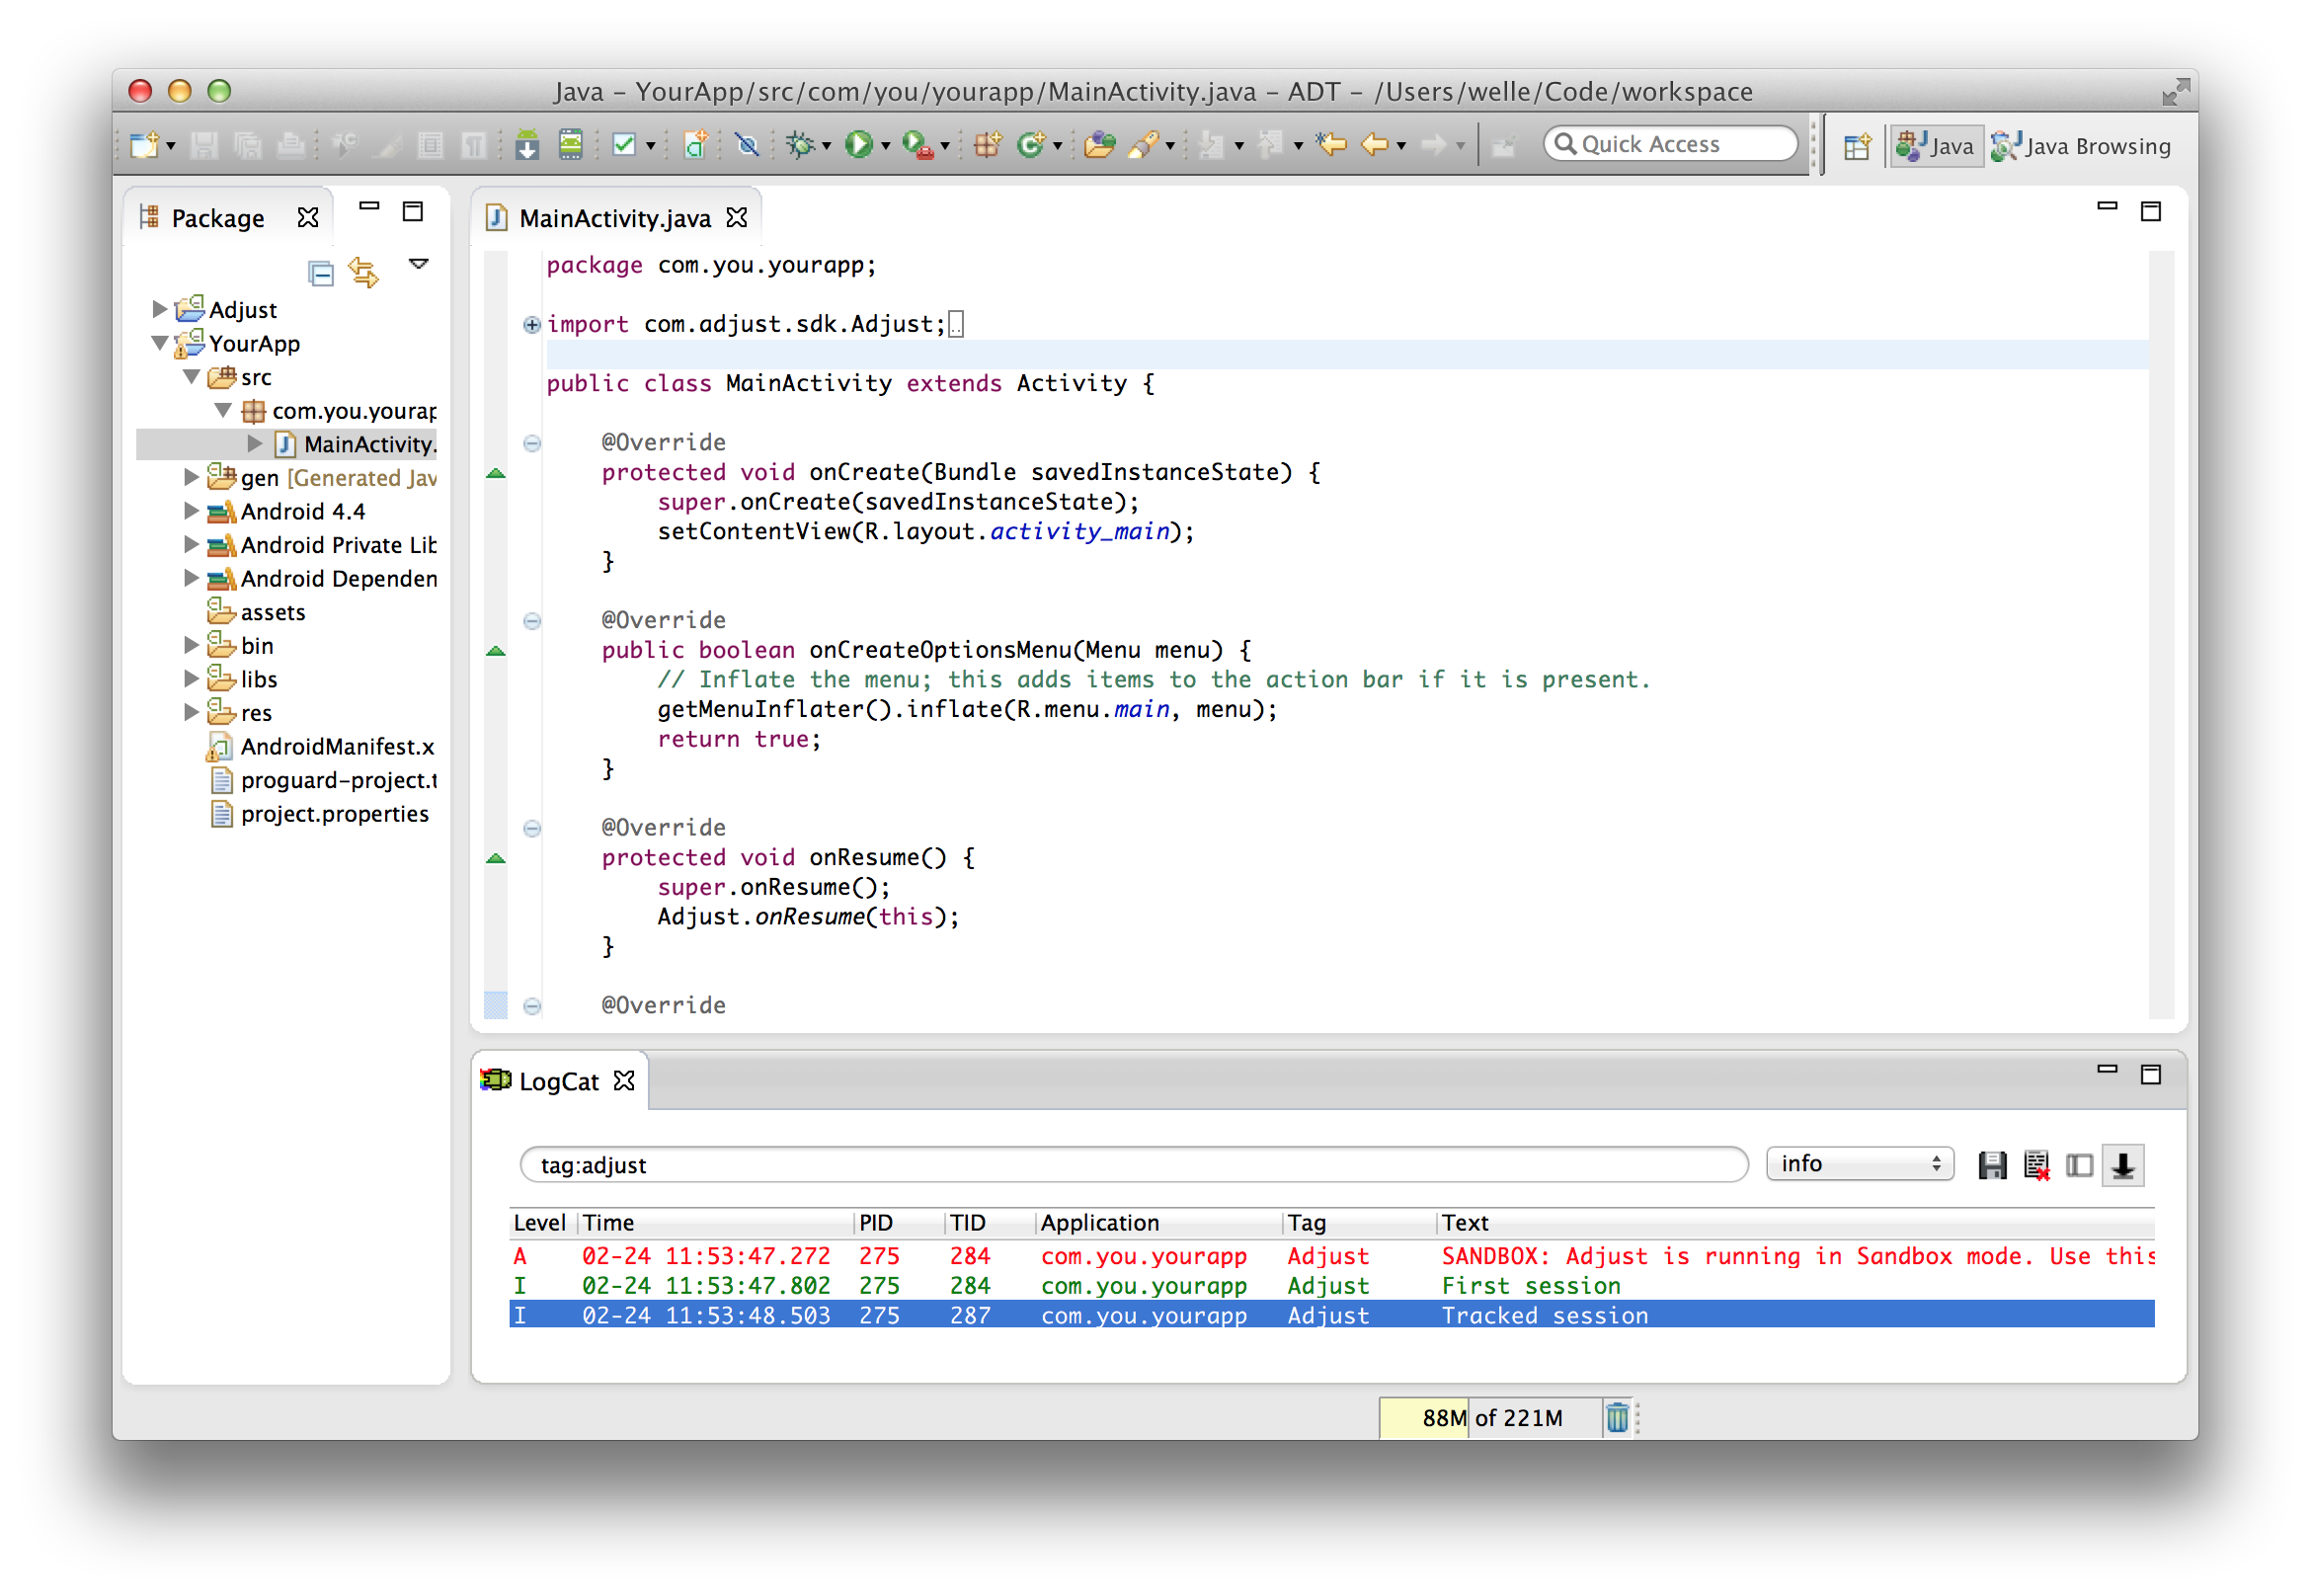 Java – YourApp/src/com/you/yourapp/MainActivity.java – ADT – /Users/welle/Code/workspace
Quick Access
Java
Java Browsing
Package
Adjust
YourApp
src
com.you.yourap
MainActivity.
gen [Generated Jav
Android 4.4
Android Private Lib
Android Dependen
assets
bin
libs
res
AndroidManifest.x
proguard-project.t
project.properties
MainActivity.java
package com.you.yourapp;
import com.adjust.sdk.Adjust;
public class MainActivity extends Activity {
@Override
protected void onCreate(Bundle savedInstanceState) {
super.onCreate(savedInstanceState);
setContentView(R.layout.activity_main);
}
@Override
public boolean onCreateOptionsMenu(Menu menu) {
// Inflate the menu; this adds items to the action bar if it is present.
getMenuInflater().inflate(R.menu.main, menu);
return true;
}
@Override
protected void onResume() {
super.onResume();
Adjust.onResume(this);
}
@Override
LogCat
tag:adjust
info
Level Time PID TID Application Tag Text
A 02-24 11:53:47.272 275 284 com.you.yourapp Adjust SANDBOX: Adjust is running in Sandbox mode. Use this
I 02-24 11:53:47.802 275 284 com.you.yourapp Adjust First session
I 02-24 11:53:48.503 275 287 com.you.yourapp Adjust Tracked session
88M of 221M